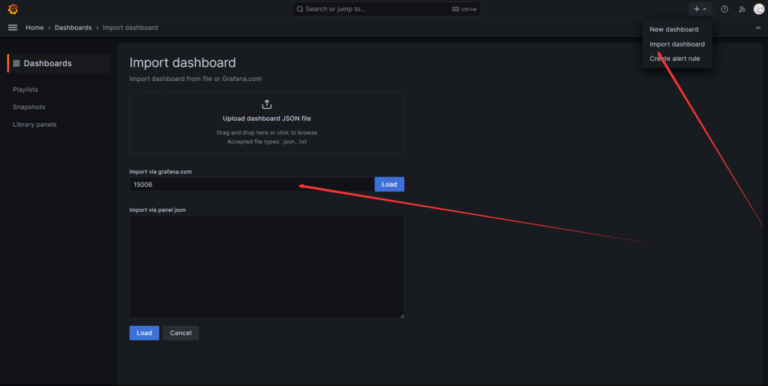 Search or jump to...
ctrl+k
Home > Dashboards > Import dashboard
New dashboard
Import dashboard
Create alert rule
Dashboards
Playlists
Snapshots
Library panels
Import dashboard
Import dashboard from file or Grafana.com
Upload dashboard JSON file
Drag and drop here or click to browse
Accepted file types: .json, .txt
Import via grafana.com
15006
Load
Import via panel json
Load
Cancel